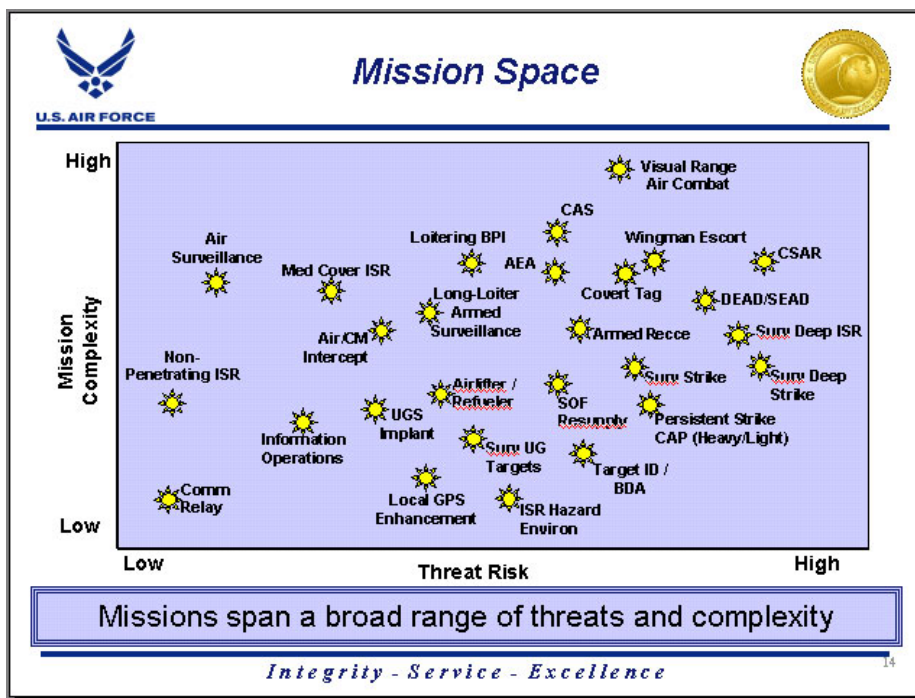 Mission Space
U.S. AIR FORCE
High
Visual Range
Air Combat
CAS
Air
Surveillance
Loitering BPI
Wingman Escort
Med Cover ISR
AEA
CSAR
Covert Tag
Long-Loiter
Armed
Surveillance
DEAD/SEAD
Air/CM
Intercept
Armed Recce
Surv Deep ISR
Mission
Complexity
Non-
Penetrating ISR
Airlifter /
Refueler
Surv Strike
Surv Deep
Strike
SOF
Resupply
UGS
Implant
Persistent Strike
CAP (Heavy/Light)
Information
Operations
Surv UG
Targets
Target ID /
BDA
Comm
Relay
Local GPS
Enhancement
ISR Hazard
Environ
Low
Low
Threat Risk
High
Missions span a broad range of threats and complexity
Integrity - Service - Excellence
14